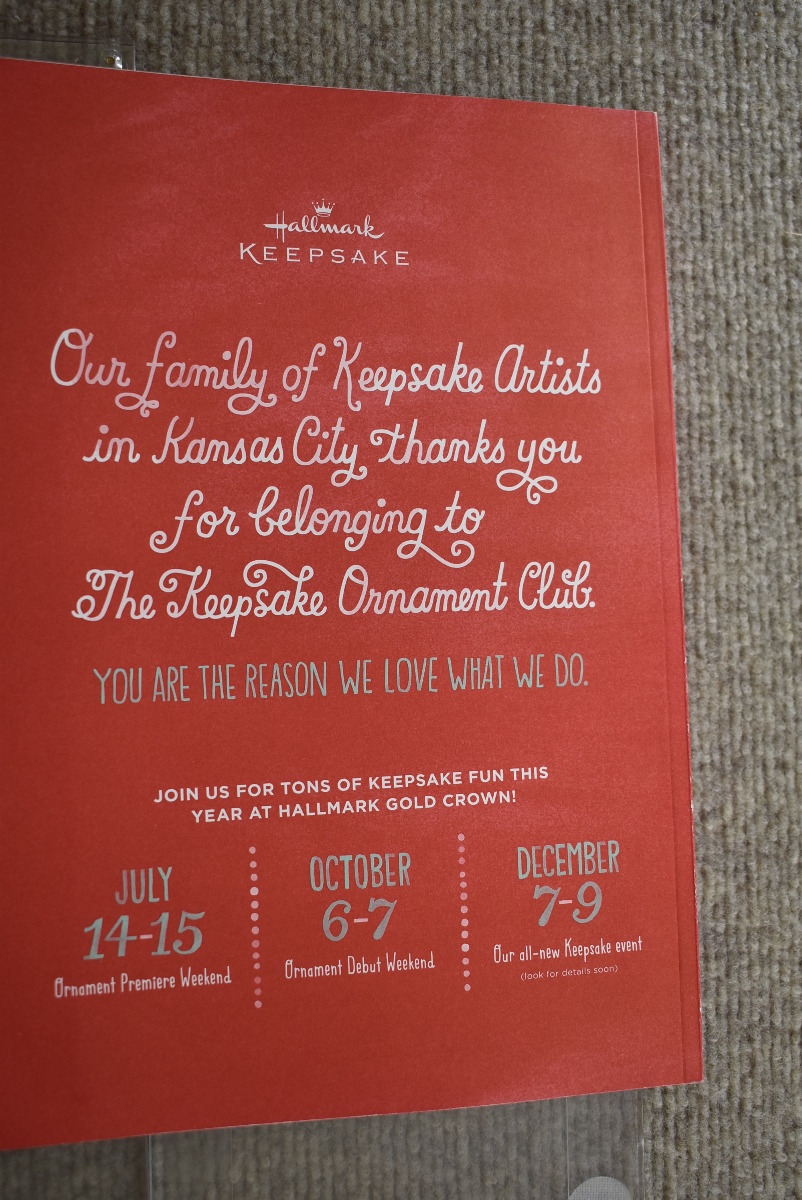 Hallmark
KEEPSAKE
Our family of Keepsake Artists
in Kansas City thanks you
for belonging to
The Keepsake Ornament Club.
YOU ARE THE REASON WE LOVE WHAT WE DO.
JOIN US FOR TONS OF KEEPSAKE FUN THIS
YEAR AT HALLMARK GOLD CROWN!
JULY
14-15
Ornament Premiere Weekend
OCTOBER
6-7
Ornament Debut Weekend
DECEMBER
7-9
Our all-new Keepsake event
(look for details soon)